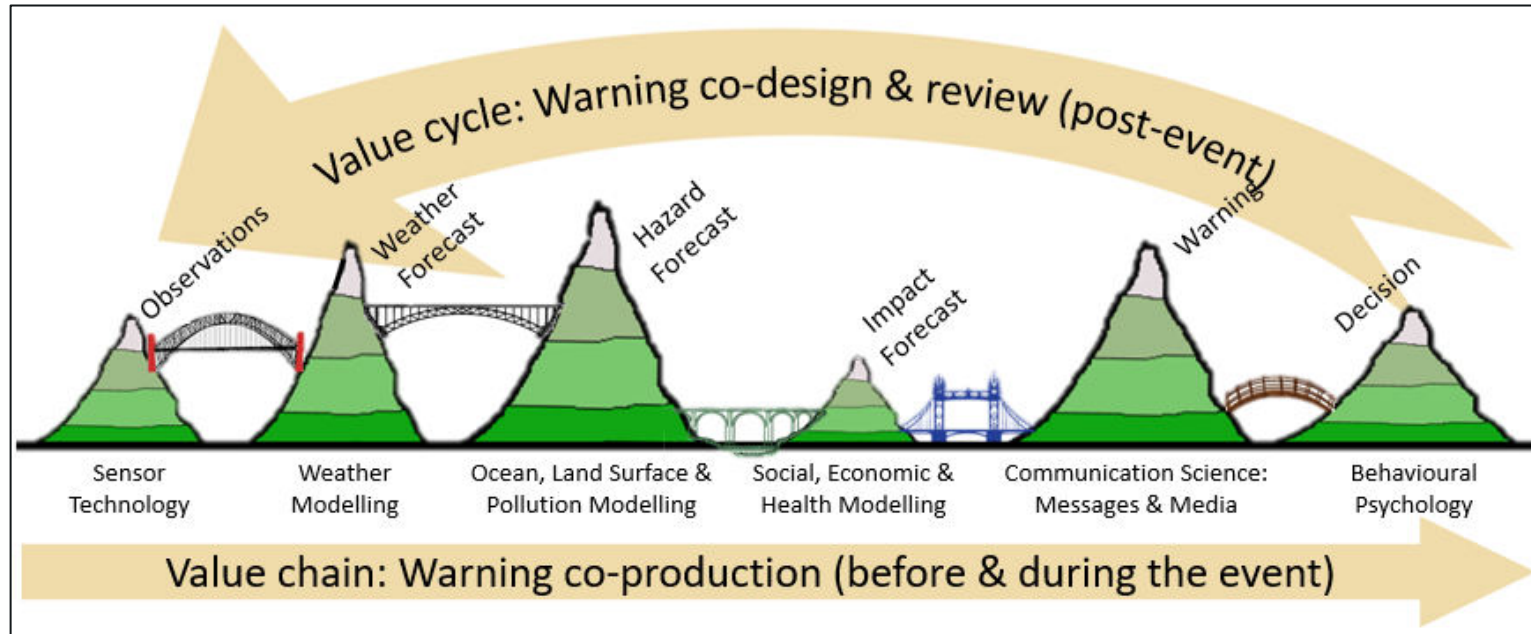 Value cycle: Warning co-design & review (post-event)
Observations
Weather
Forecast
Hazard
Forecast
Impact
Forecast
Warning
Decision
Sensor
Technology
Weather
Modelling
Ocean, Land Surface &
Pollution Modelling
Social, Economic &
Health Modelling
Communication Science:
Messages & Media
Behavioural
Psychology
Value chain: Warning co-production (before & during the event)